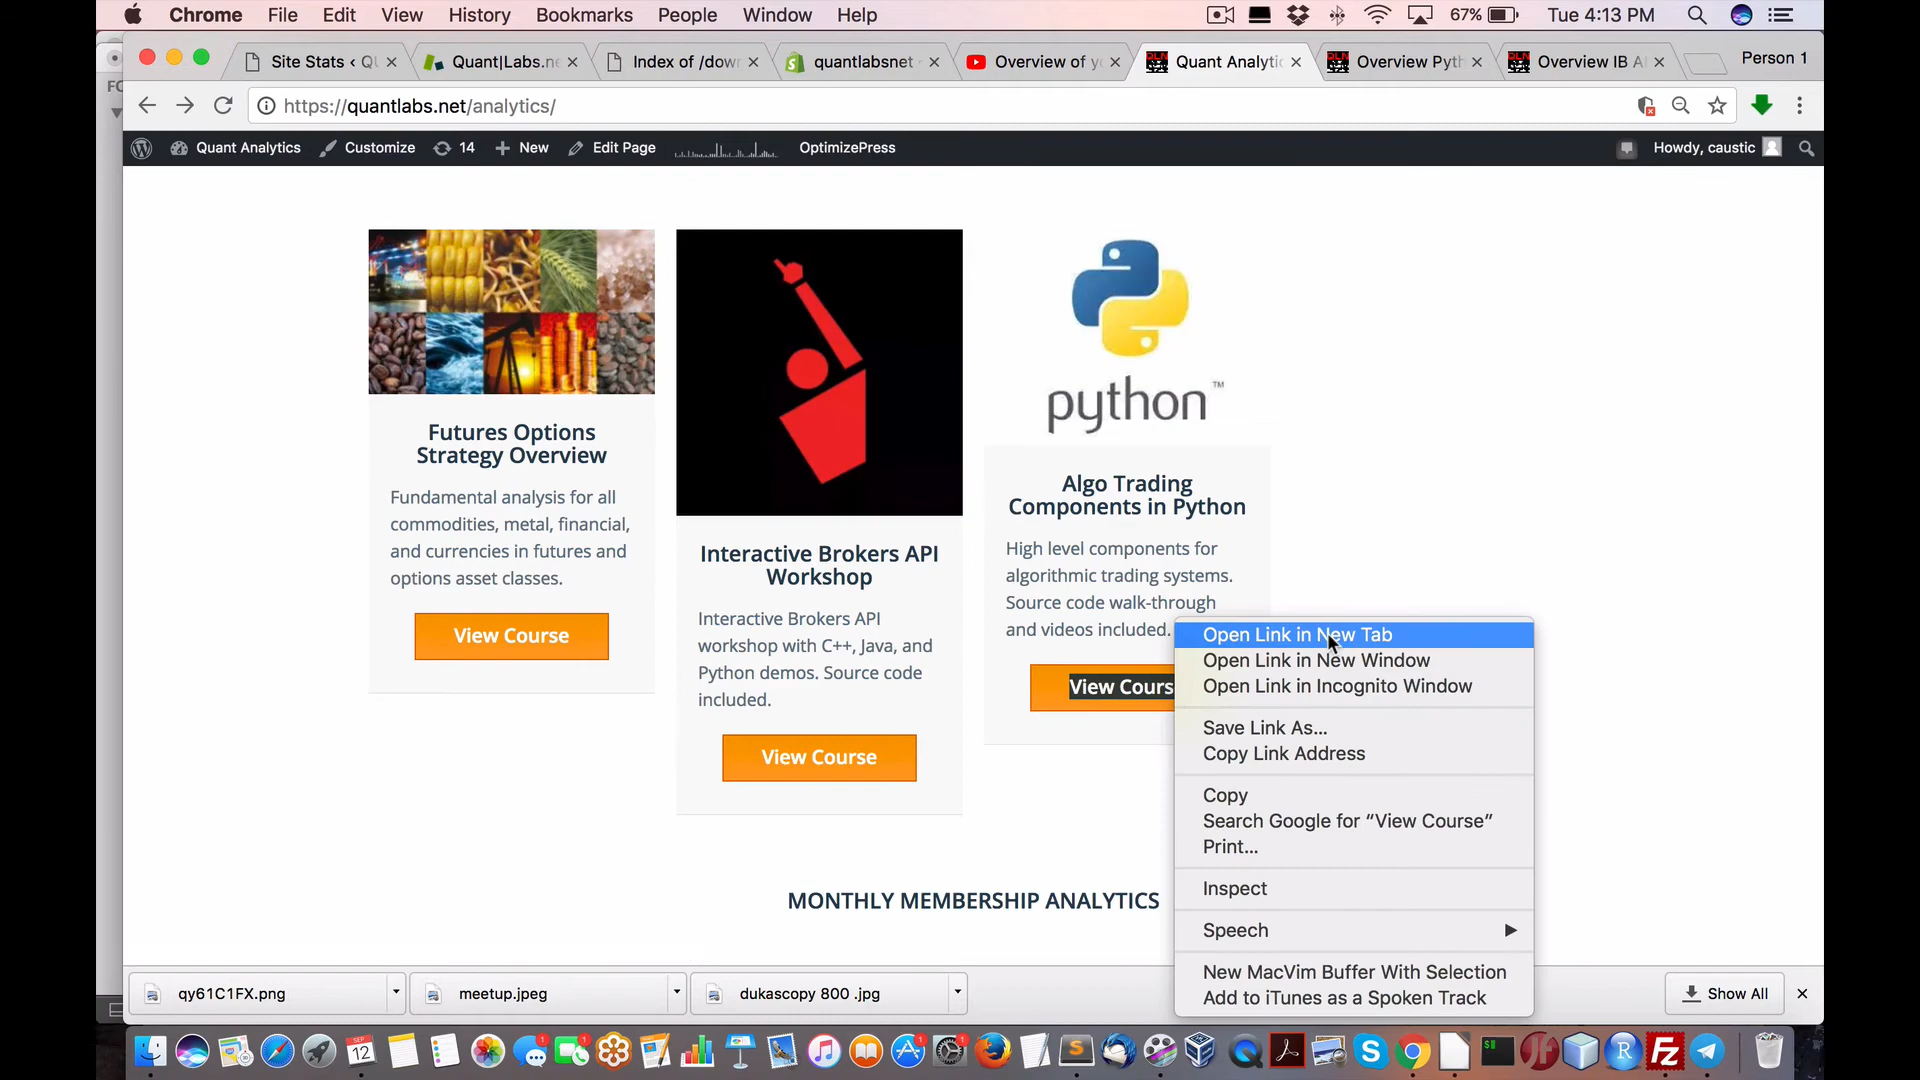 Chrome File Edit View History Bookmarks People Window Help 67% Tue 4:13 PM
Site Stats ‹ Qu Quant|Labs.ne Index of /dow quantlabsnet Overview of y Quant Analytic Overview Pyth Overview IB A Person 1
https://quantlabs.net/analytics/
Quant Analytics Customize 14 New Edit Page OptimizePress Howdy, caustic
python™
Futures Options
Strategy Overview
Fundamental analysis for all
commodities, metal, financial,
and currencies in futures and
options asset classes.
View Course
Interactive Brokers API
Workshop
Interactive Brokers API
workshop with C++, Java, and
Python demos. Source code
included.
View Course
Algo Trading
Components in Python
High level components for
algorithmic trading systems.
Source code walk-through
and videos included.
View Cours
Open Link in New Tab
Open Link in New Window
Open Link in Incognito Window
Save Link As...
Copy Link Address
Copy
Search Google for “View Course”
Print...
Inspect
Speech
New MacVim Buffer With Selection
Add to iTunes as a Spoken Track
MONTHLY MEMBERSHIP ANALYTICS
qy61C1FX.png meetup.jpeg dukascopy 800 .jpg Show All
SEP
12